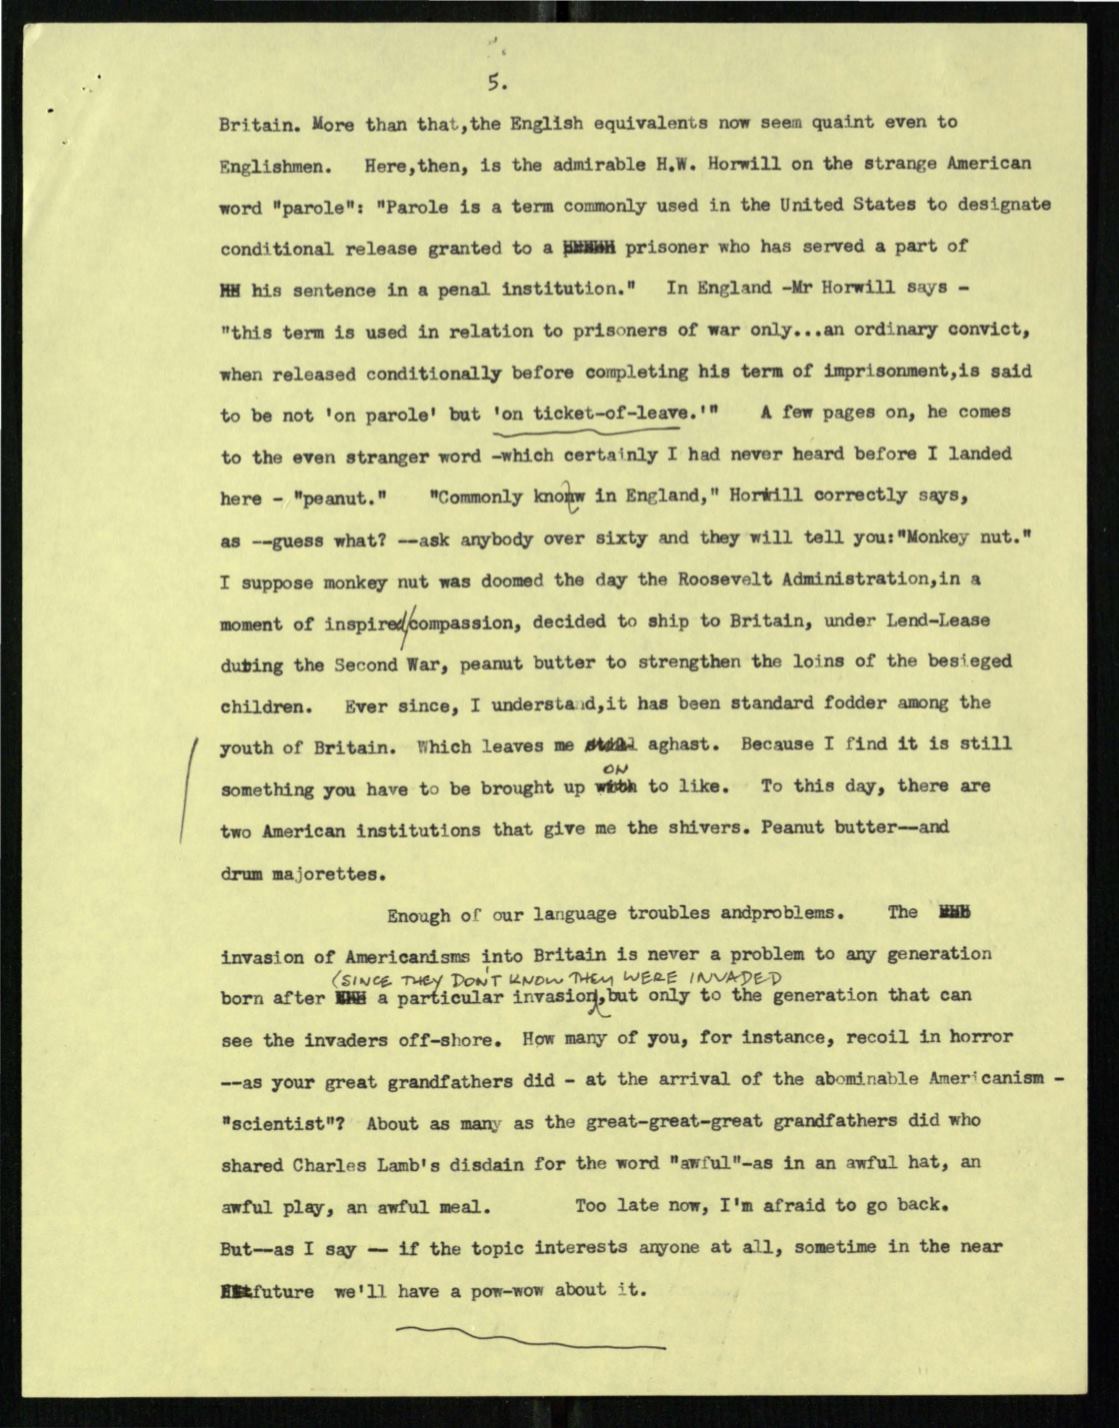 5.
Britain. More than that,the English equivalents now seem quaint even to
Englishmen. Here,then, is the admirable H.W. Horwill on the strange American
word "parole": "Parole is a term commonly used in the United States to designate
conditional release granted to a prisoner who has served a part of
his sentence in a penal institution." In England -Mr Horwill says -
"this term is used in relation to prisoners of war only...an ordinary convict,
when released conditionally before completing his term of imprisonment,is said
to be not 'on parole' but 'on ticket-of-leave.'" A few pages on, he comes
to the even stranger word -which certainly I had never heard before I landed
here - "peanut." "Commonly known in England," Horwill correctly says,
as --guess what? --ask anybody over sixty and they will tell you:"Monkey nut."
I suppose monkey nut was doomed the day the Roosevelt Administration,in a
moment of inspired/compassion, decided to ship to Britain, under Lend-Lease
during the Second War, peanut butter to strengthen the loins of the besieged
children. Ever since, I understand,it has been standard fodder among the
youth of Britain. Which leaves me still aghast. Because I find it is still
ON
something you have to be brought up with to like. To this day, there are
two American institutions that give me the shivers. Peanut butter--and
drum majorettes.
Enough of our language troubles andproblems. The
invasion of Americanisms into Britain is never a problem to any generation
(SINCE THEY DON'T KNOW THEY WERE INVADED
born after a particular invasion),but only to the generation that can
see the invaders off-shore. How many of you, for instance, recoil in horror
--as your great grandfathers did - at the arrival of the abominable Americanism -
"scientist"? About as many as the great-great-great grandfathers did who
shared Charles Lamb's disdain for the word "awful"-as in an awful hat, an
awful play, an awful meal. Too late now, I'm afraid to go back.
But--as I say -- if the topic interests anyone at all, sometime in the near
future we'll have a pow-wow about it.